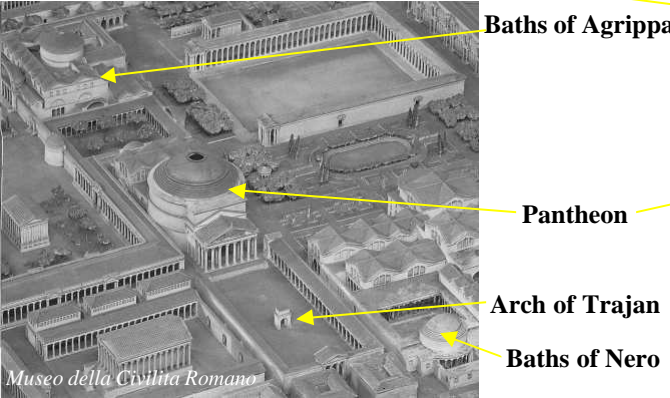 Baths of Agrippa
Pantheon
Arch of Trajan
Baths of Nero
Museo della Civilita Romano